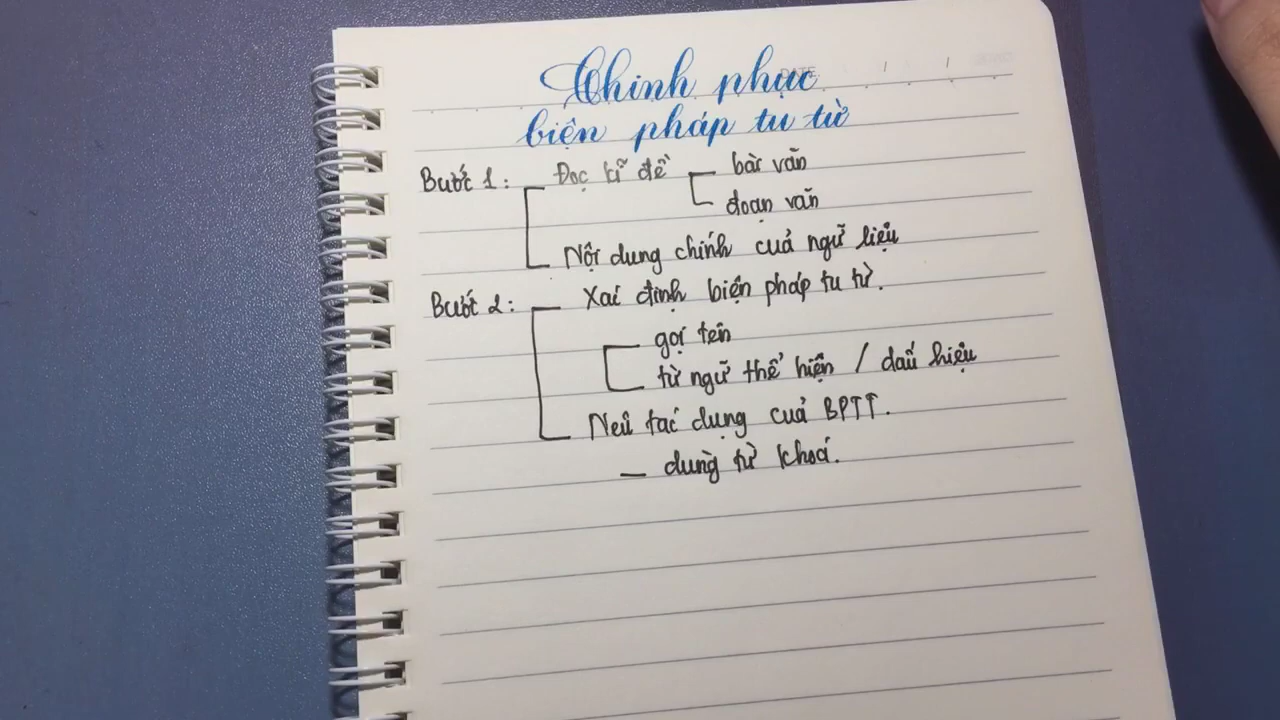 Chinh phục
biện pháp tu từ
Bước 1: Đọc kĩ đề bài văn
đoạn văn
Nội dung chính của ngữ liệu
Bước 2: Xác định biện pháp tu từ.
gọi tên
từ ngữ thể hiện / dấu hiệu
Nêu tác dụng của BPTT.
— dùng từ khoá.